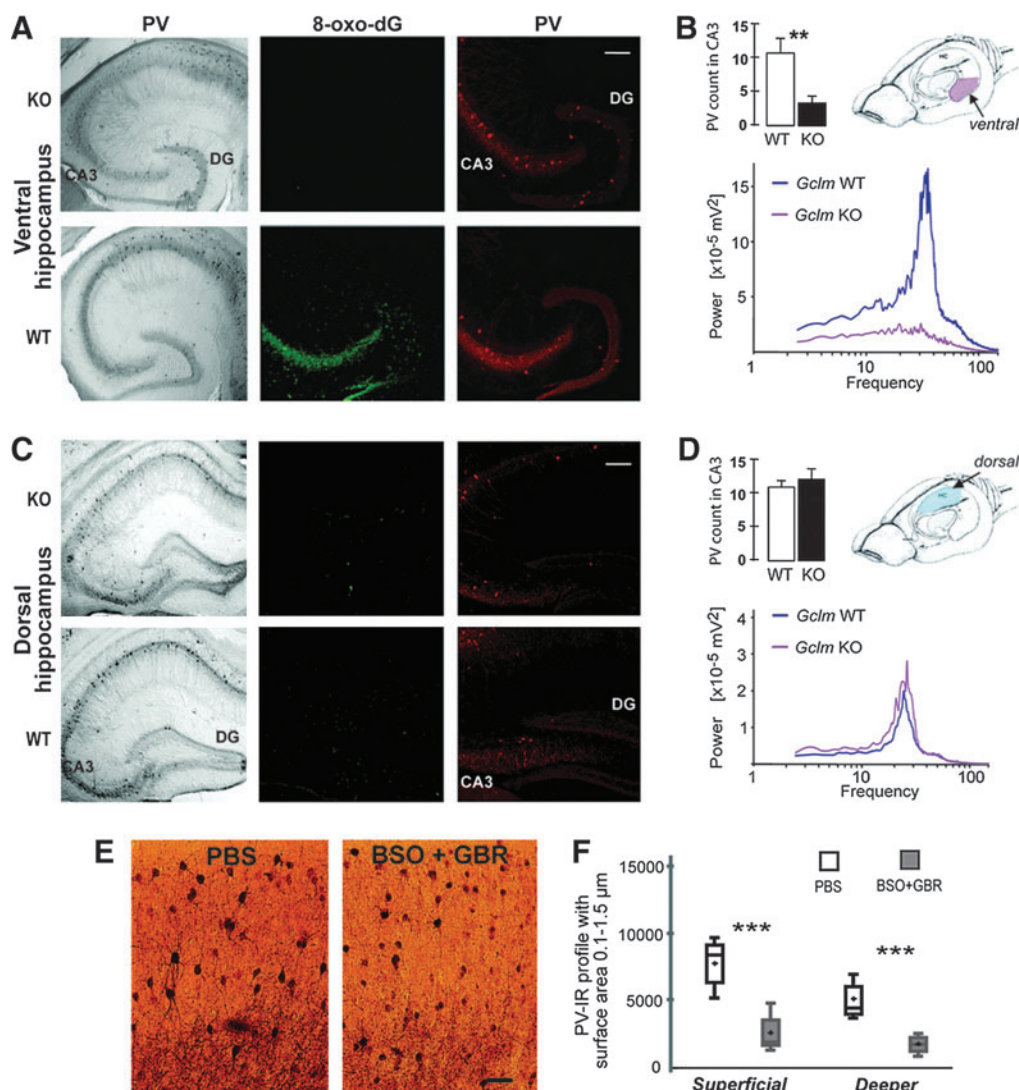 A
PV
8-oxo-dG
PV
KO
DG
CA3
DG
CA3
Ventral
hippocampus
WT
B
PV count in CA3
15
10
5
0
**
WT
KO
HC
ventral
Gclm WT
Gclm KO
Power [x10-5 mV2]
15
10
5
1
10
100
Frequency
C
KO
Dorsal
hippocampus
WT
DG
CA3
DG
CA3
D
PV count in CA3
15
10
5
0
WT
KO
dorsal
HC
Gclm WT
Gclm KO
Power [x10-5 mV2]
4
3
2
1
1
10
100
Frequency
E
PBS
BSO + GBR
F
PV-IR profile with
surface area 0.1-1.5 µm
15000
10000
5000
0
PBS
BSO+GBR
***
***
Superficial
Deeper